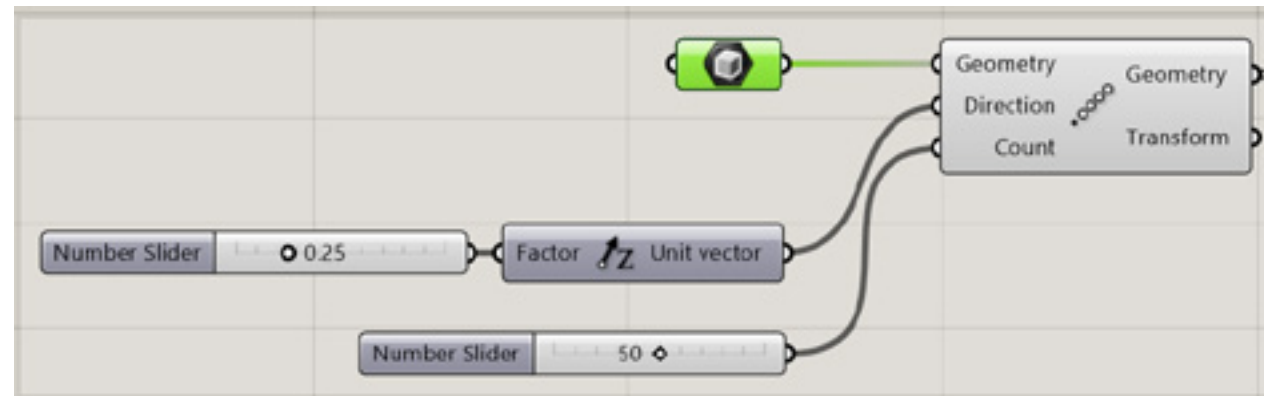 Geometry
Geometry
Direction
Transform
Count
Number Slider 0.25
Factor Z Unit vector
Number Slider 50